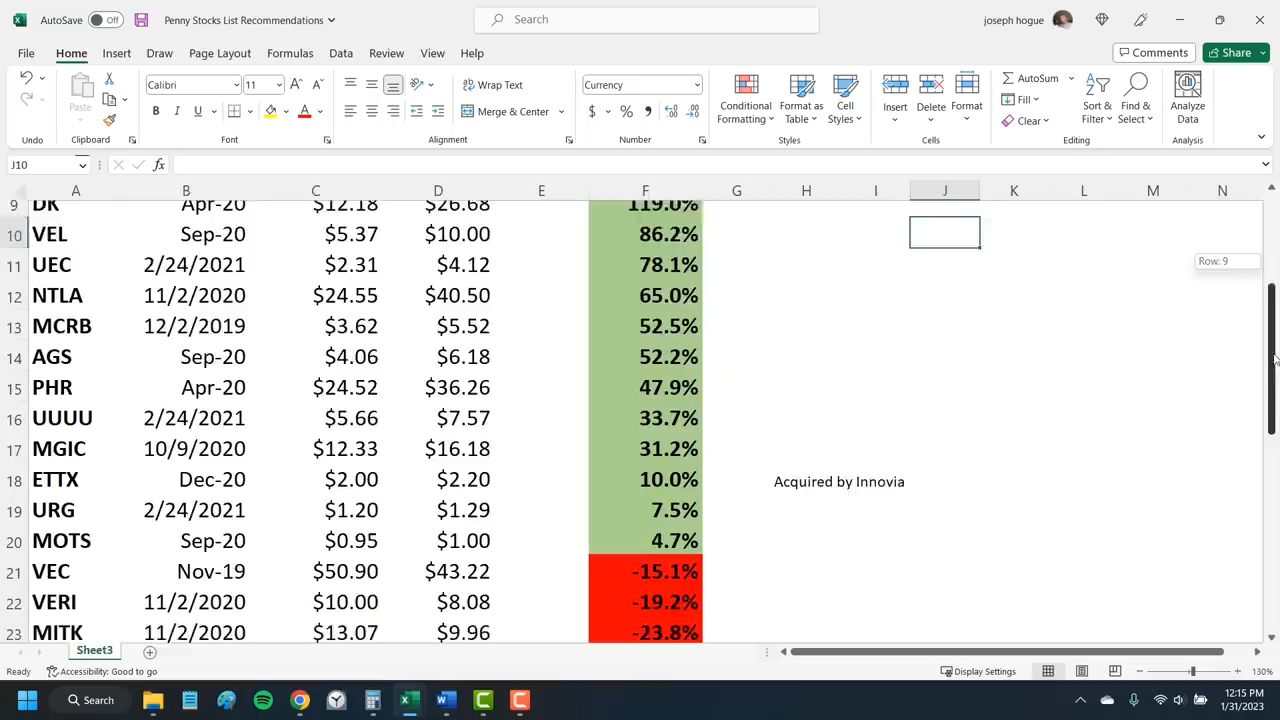 AutoSave Off Penny Stocks List Recommendations Search joseph hogue
File Home Insert Draw Page Layout Formulas Data Review View Help Comments Share
Calibri 11 Wrap Text Currency AutoSum
Paste B I U Merge & Center $ % Conditional Formatting Format as Table Cell Styles Insert Delete Format Fill Clear Sort & Filter Find & Select Analyze Data
Undo Clipboard Font Alignment Number Styles Cells Editing Analysis
J10 fx
A B C D E F G H I J K L M N
9 DK Apr-20 $12.18 $26.68 119.0%
10 VEL Sep-20 $5.37 $10.00 86.2%
Row: 9
11 UEC 2/24/2021 $2.31 $4.12 78.1%
12 NTLA 11/2/2020 $24.55 $40.50 65.0%
13 MCRB 12/2/2019 $3.62 $5.52 52.5%
14 AGS Sep-20 $4.06 $6.18 52.2%
15 PHR Apr-20 $24.52 $36.26 47.9%
16 UUUU 2/24/2021 $5.66 $7.57 33.7%
17 MGIC 10/9/2020 $12.33 $16.18 31.2%
18 ETTX Dec-20 $2.00 $2.20 10.0% Acquired by Innovia
19 URG 2/24/2021 $1.20 $1.29 7.5%
20 MOTS Sep-20 $0.95 $1.00 4.7%
21 VEC Nov-19 $50.90 $43.22 -15.1%
22 VERI 11/2/2020 $10.00 $8.08 -19.2%
23 MITK 11/2/2020 $13.07 $9.96 -23.8%
Sheet3
Ready Accessibility: Good to go Display Settings 130%
Search 12:15 PM
1/31/2023